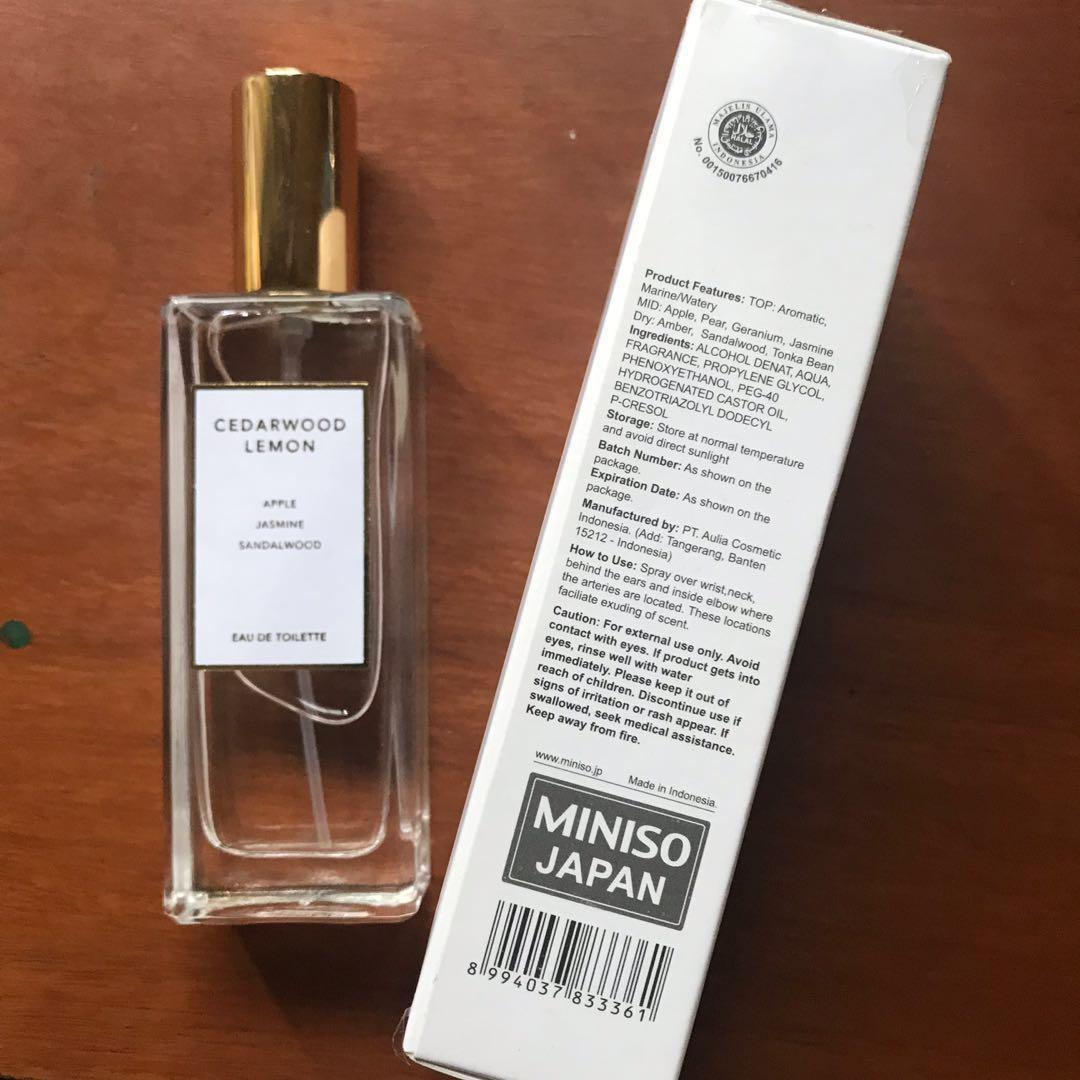 CEDARWOOD
LEMON
APPLE
JASMINE
SANDALWOOD
EAU DE TOILETTE
MAJELIS ULAMA
HALAL
INDONESIA
No. 00150076670416
Product Features: TOP: Aromatic,
Marine/Watery
MID: Apple, Pear, Geranium, Jasmine
Dry: Amber, Sandalwood, Tonka Bean
Ingredients: ALCOHOL DENAT, AQUA,
FRAGRANCE, PROPYLENE GLYCOL,
PHENOXYETHANOL, PEG-40
HYDROGENATED CASTOR OIL,
BENZOTRIAZOLYL DODECYL
P-CRESOL
Storage: Store at normal temperature
and avoid direct sunlight
Batch Number: As shown on the
package.
Expiration Date: As shown on the
package.
Manufactured by: PT. Aulia Cosmetic
Indonesia. (Add: Tangerang, Banten
15212 - Indonesia)
How to Use: Spray over wrist,neck,
behind the ears and inside elbow where
the arteries are located. These locations
faciliate exuding of scent.
Caution: For external use only. Avoid
contact with eyes. If product gets into
eyes, rinse well with water
immediately. Please keep it out of
reach of children. Discontinue use if
signs of irritation or rash appear. If
swallowed, seek medical assistance.
Keep away from fire.
www.miniso.jp Made in Indonesia.
MINISO
JAPAN
8 994037 833361